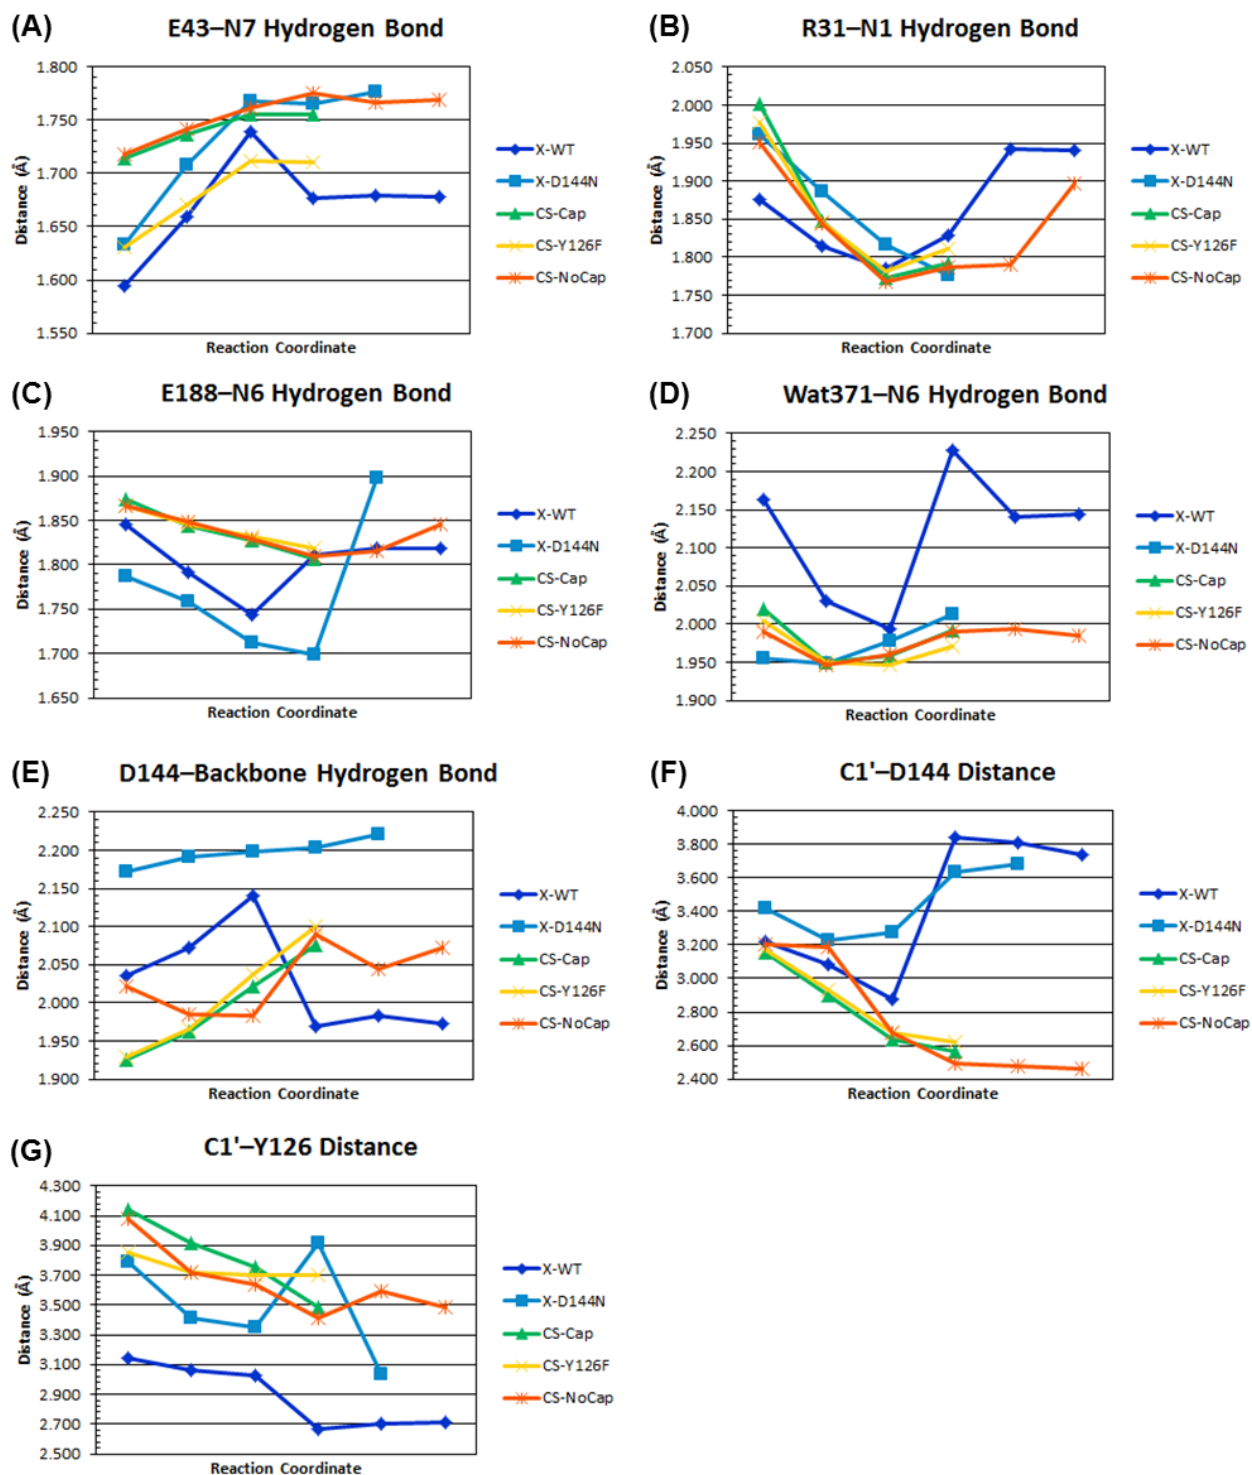 (A)
E43–N7 Hydrogen Bond
1.800
1.750
1.700
1.650
1.600
1.550
Distance (Å)
Reaction Coordinate
X-WT
X-D144N
CS-Cap
CS-Y126F
CS-NoCap
(B)
R31–N1 Hydrogen Bond
2.050
2.000
1.950
1.900
1.850
1.800
1.750
1.700
Distance (Å)
Reaction Coordinate
X-WT
X-D144N
CS-Cap
CS-Y126F
CS-NoCap
(C)
E188–N6 Hydrogen Bond
1.950
1.900
1.850
1.800
1.750
1.700
1.650
Distance (Å)
Reaction Coordinate
X-WT
X-D144N
CS-Cap
CS-Y126F
CS-NoCap
(D)
Wat371–N6 Hydrogen Bond
2.250
2.200
2.150
2.100
2.050
2.000
1.950
1.900
Distance (Å)
Reaction Coordinate
X-WT
X-D144N
CS-Cap
CS-Y126F
CS-NoCap
(E)
D144–Backbone Hydrogen Bond
2.250
2.200
2.150
2.100
2.050
2.000
1.950
1.900
Distance (Å)
Reaction Coordinate
X-WT
X-D144N
CS-Cap
CS-Y126F
CS-NoCap
(F)
C1'–D144 Distance
4.000
3.800
3.600
3.400
3.200
3.000
2.800
2.600
2.400
Distance (Å)
Reaction Coordinate
X-WT
X-D144N
CS-Cap
CS-Y126F
CS-NoCap
(G)
C1'–Y126 Distance
4.300
4.100
3.900
3.700
3.500
3.300
3.100
2.900
2.700
2.500
Distance (Å)
Reaction Coordinate
X-WT
X-D144N
CS-Cap
CS-Y126F
CS-NoCap